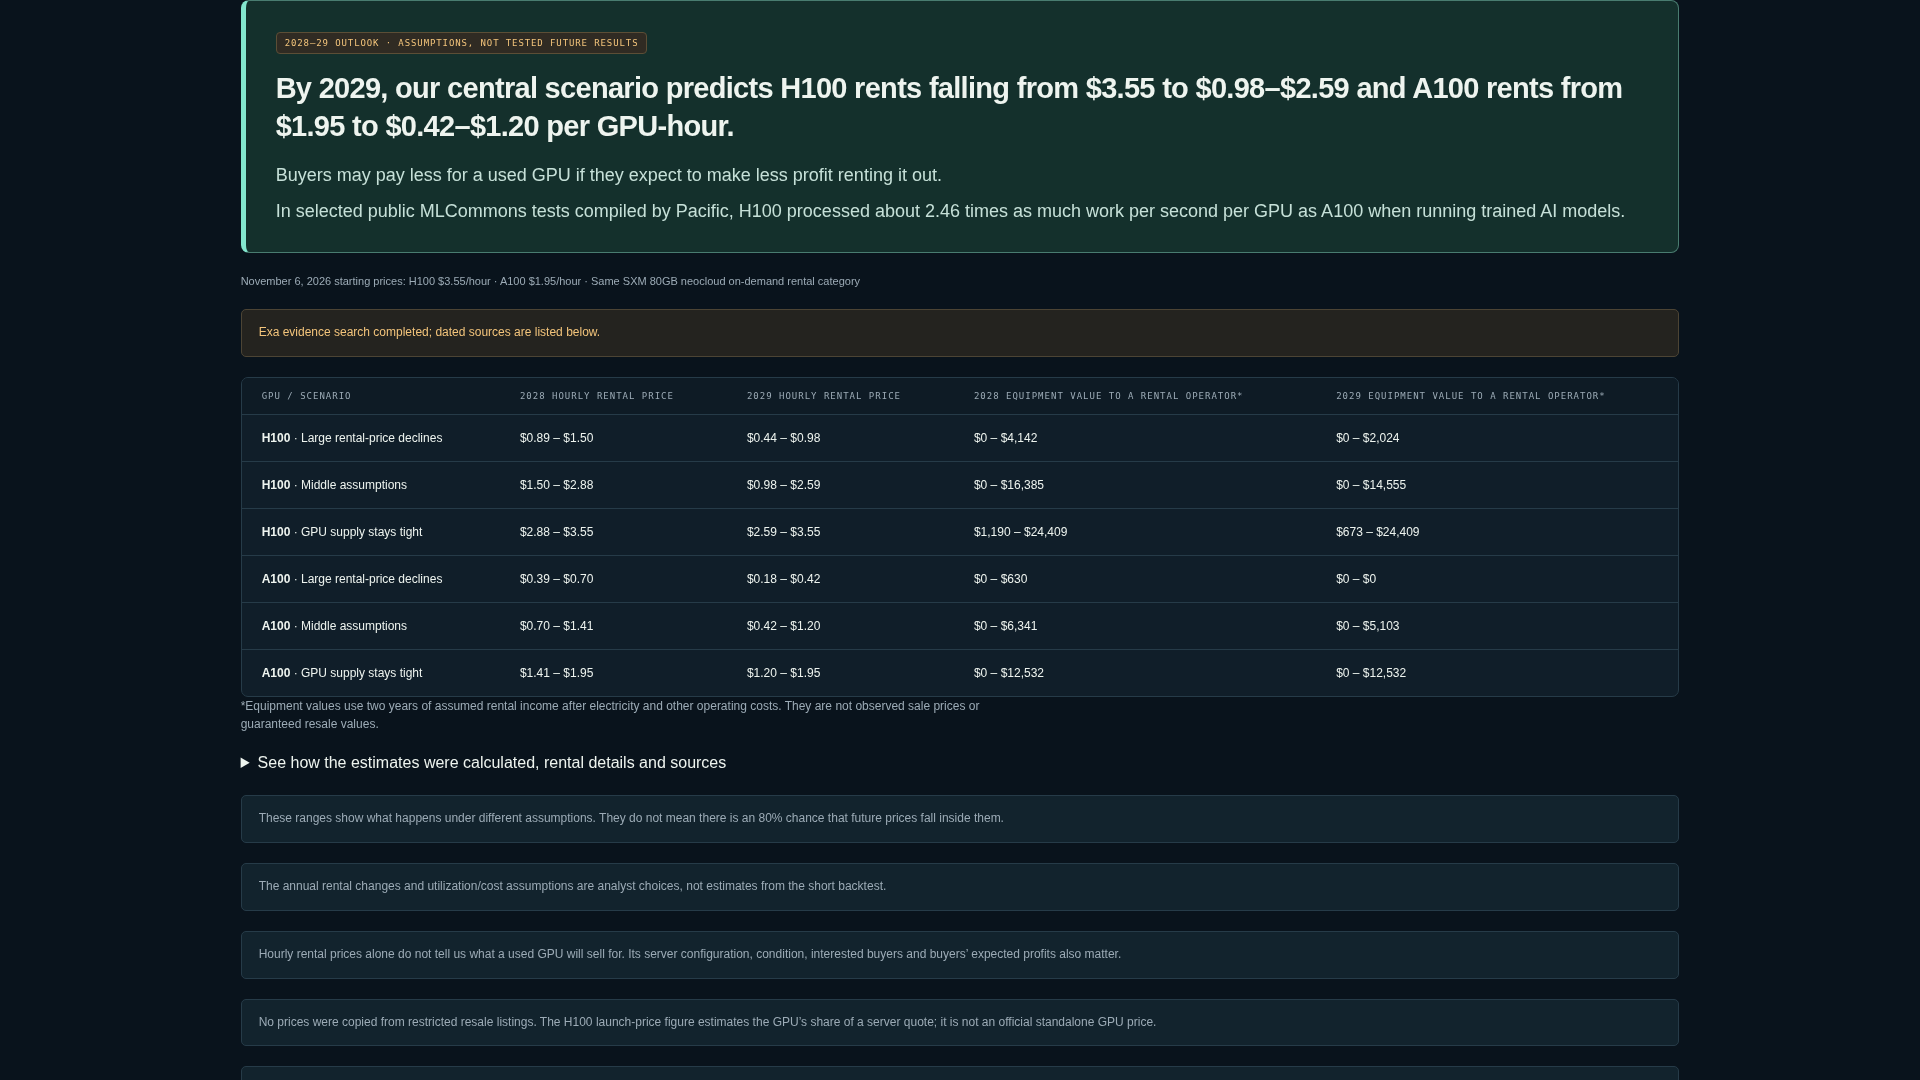 2028–29 OUTLOOK · ASSUMPTIONS, NOT TESTED FUTURE RESULTS
By 2029, our central scenario predicts H100 rents falling from $3.55 to $0.98–$2.59 and A100 rents from
$1.95 to $0.42–$1.20 per GPU-hour.
Buyers may pay less for a used GPU if they expect to make less profit renting it out.
In selected public MLCommons tests compiled by Pacific, H100 processed about 2.46 times as much work per second per GPU as A100 when running trained AI models.
November 6, 2026 starting prices: H100 $3.55/hour · A100 $1.95/hour · Same SXM 80GB neocloud on-demand rental category
Exa evidence search completed; dated sources are listed below.
GPU / SCENARIO 2028 HOURLY RENTAL PRICE 2029 HOURLY RENTAL PRICE 2028 EQUIPMENT VALUE TO A RENTAL OPERATOR* 2029 EQUIPMENT VALUE TO A RENTAL OPERATOR*
H100 · Large rental-price declines $0.89 – $1.50 $0.44 – $0.98 $0 – $4,142 $0 – $2,024
H100 · Middle assumptions $1.50 – $2.88 $0.98 – $2.59 $0 – $16,385 $0 – $14,555
H100 · GPU supply stays tight $2.88 – $3.55 $2.59 – $3.55 $1,190 – $24,409 $673 – $24,409
A100 · Large rental-price declines $0.39 – $0.70 $0.18 – $0.42 $0 – $630 $0 – $0
A100 · Middle assumptions $0.70 – $1.41 $0.42 – $1.20 $0 – $6,341 $0 – $5,103
A100 · GPU supply stays tight $1.41 – $1.95 $1.20 – $1.95 $0 – $12,532 $0 – $12,532
*Equipment values use two years of assumed rental income after electricity and other operating costs. They are not observed sale prices or
guaranteed resale values.
See how the estimates were calculated, rental details and sources
These ranges show what happens under different assumptions. They do not mean there is an 80% chance that future prices fall inside them.
The annual rental changes and utilization/cost assumptions are analyst choices, not estimates from the short backtest.
Hourly rental prices alone do not tell us what a used GPU will sell for. Its server configuration, condition, interested buyers and buyers' expected profits also matter.
No prices were copied from restricted resale listings. The H100 launch-price figure estimates the GPU's share of a server quote; it is not an official standalone GPU price.